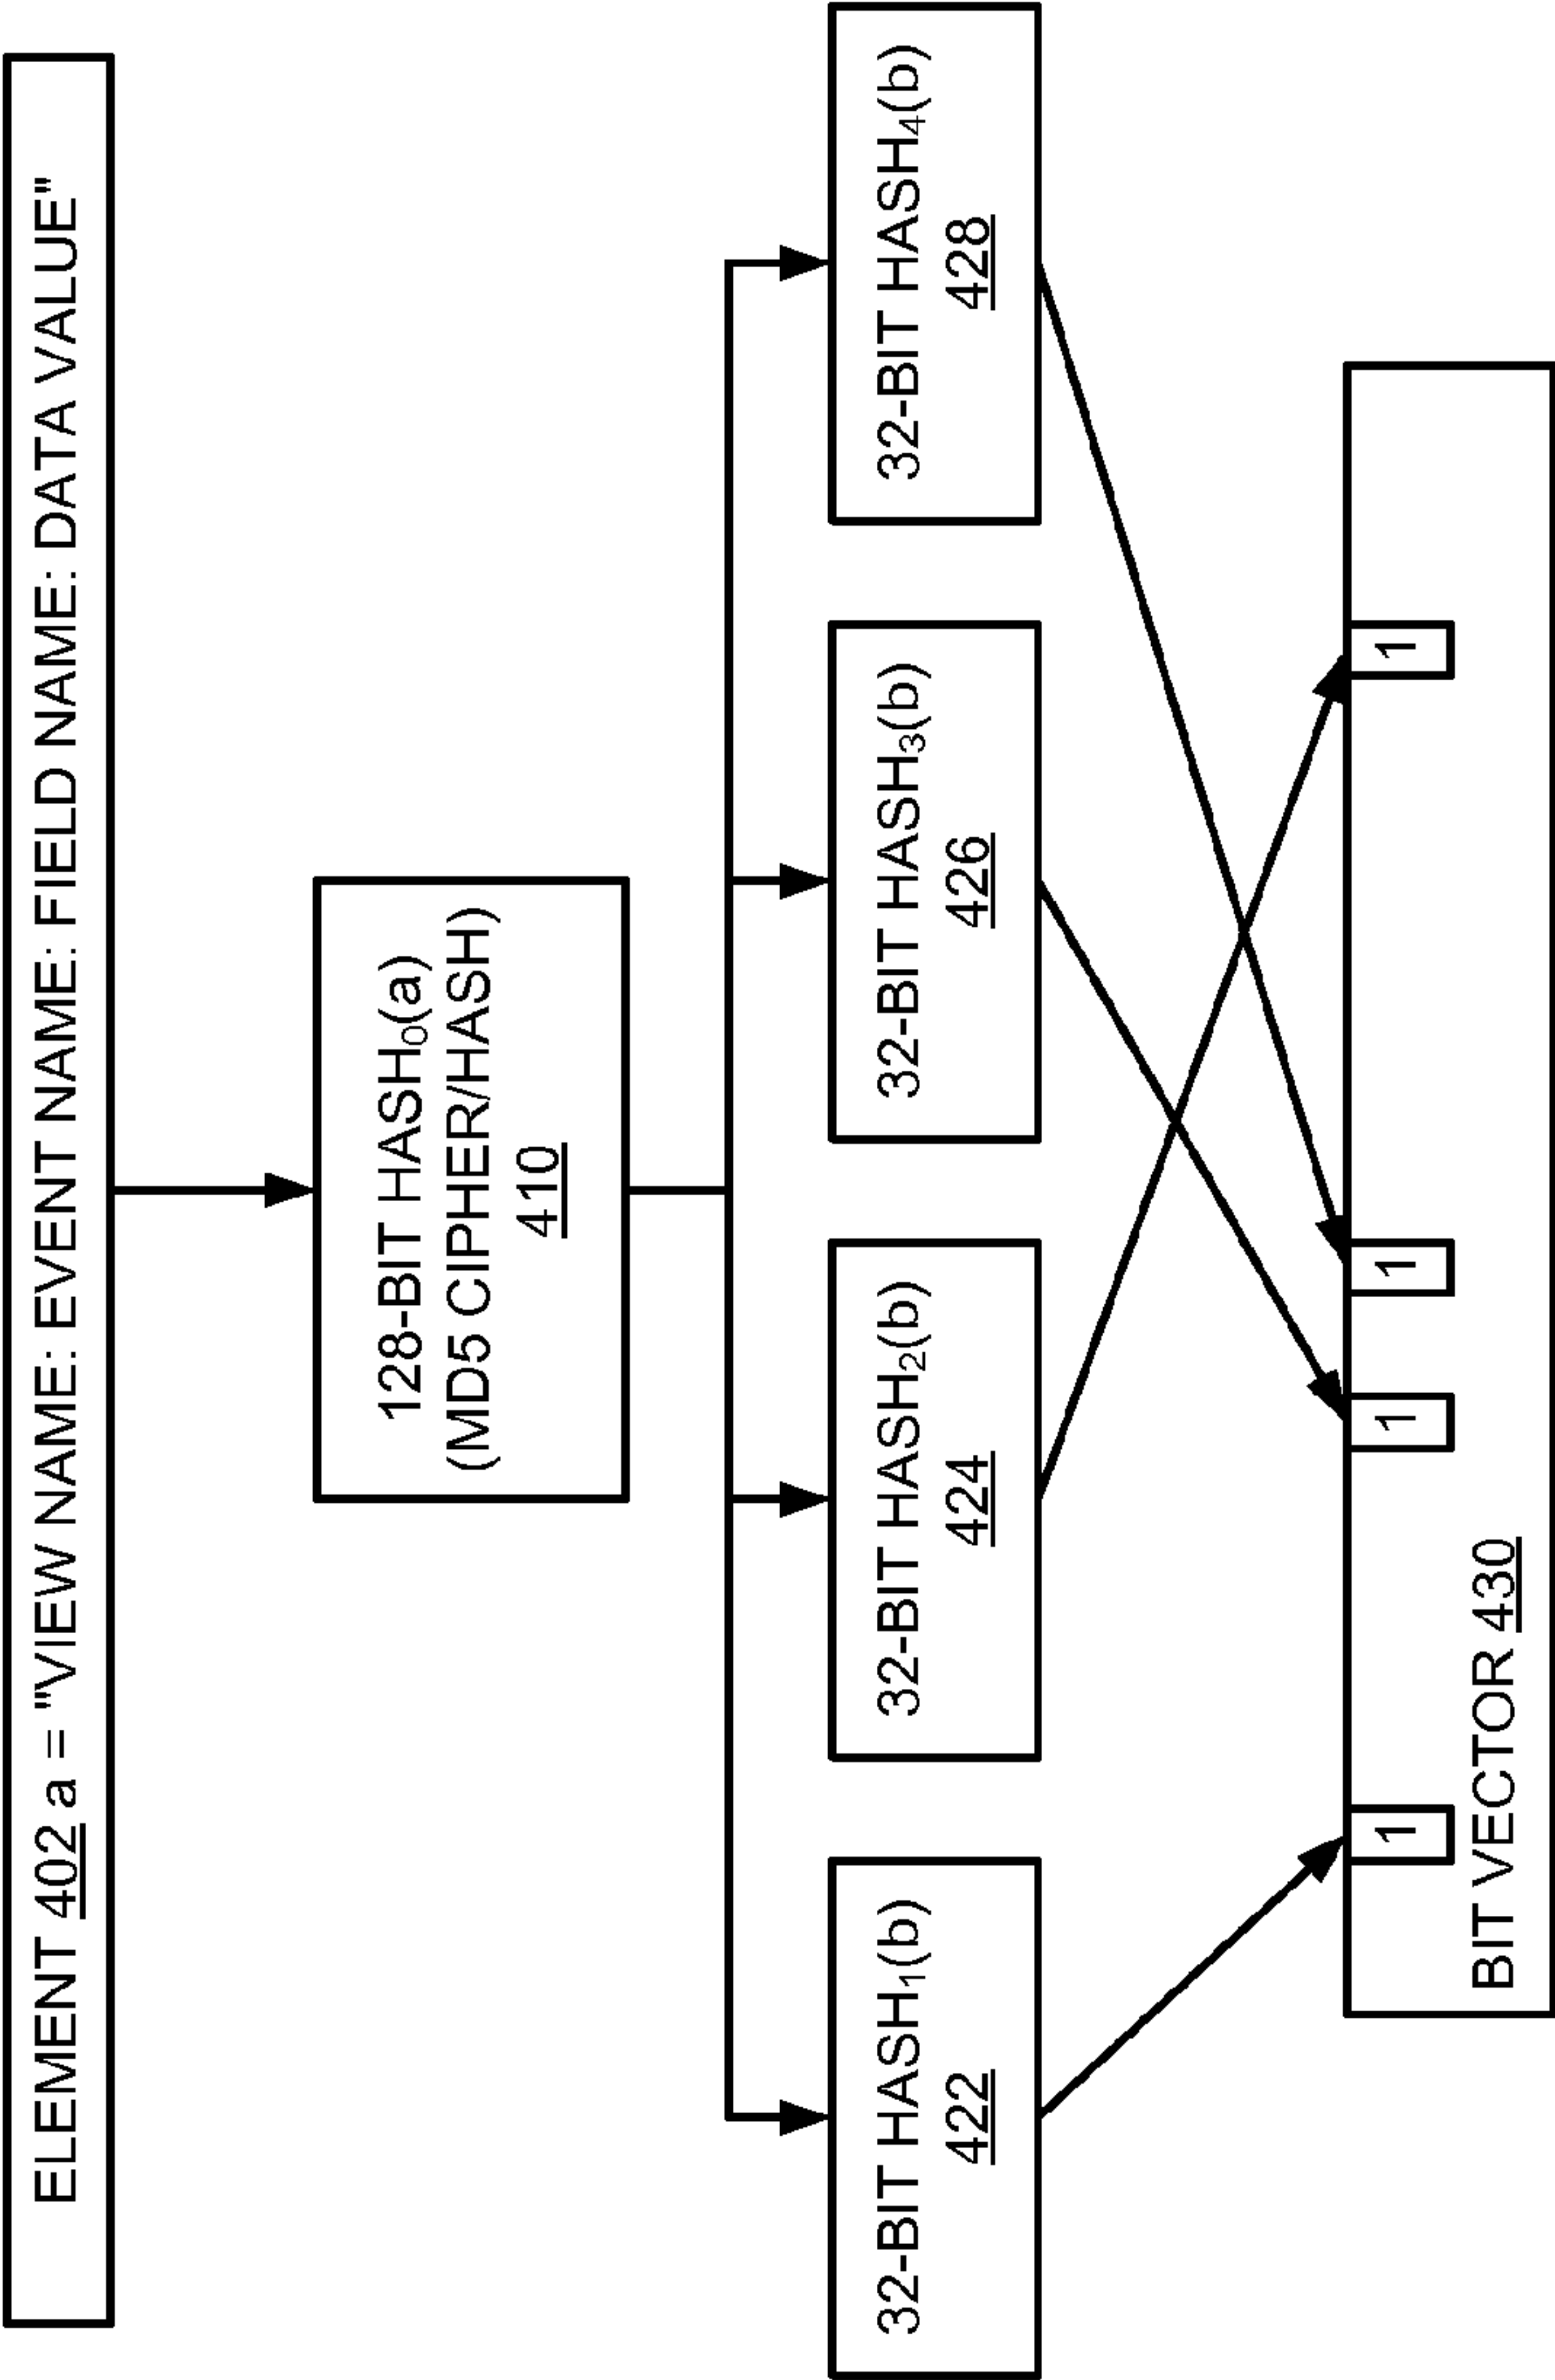 ELEMENT 402 a = "VIEW NAME: EVENT NAME: FIELD NAME: DATA VALUE"
128-BIT HASH₀(a)
(MD5 CIPHER/HASH)
410
32-BIT HASH₁(b)
422
32-BIT HASH₂(b)
424
32-BIT HASH₃(b)
426
32-BIT HASH₄(b)
428
1
1
1
1
BIT VECTOR 430